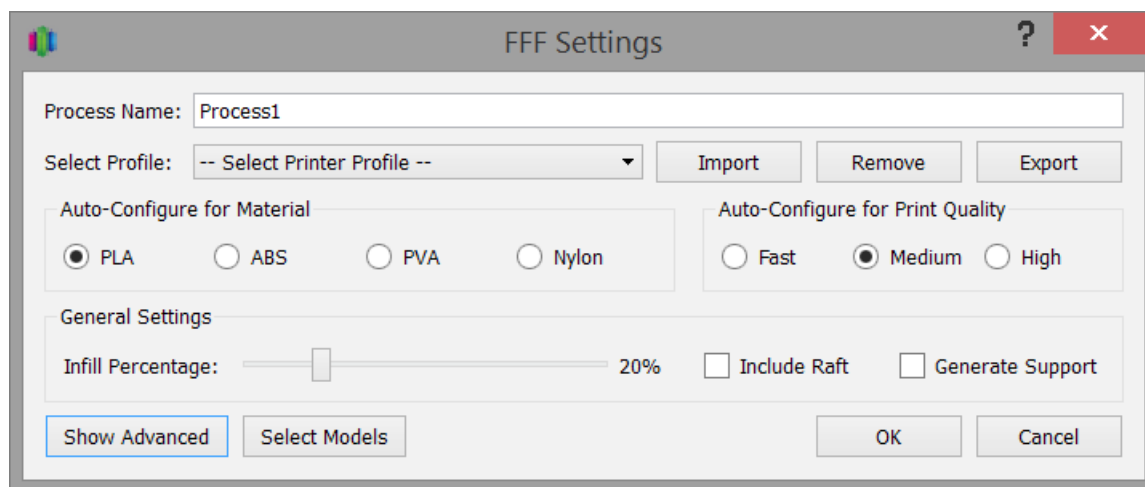 FFF Settings
?
Process Name: Process1
Select Profile: -- Select Printer Profile -- Import Remove Export
Auto-Configure for Material Auto-Configure for Print Quality
PLA ABS PVA Nylon Fast Medium High
General Settings
Infill Percentage: 20% Include Raft Generate Support
Show Advanced Select Models OK Cancel